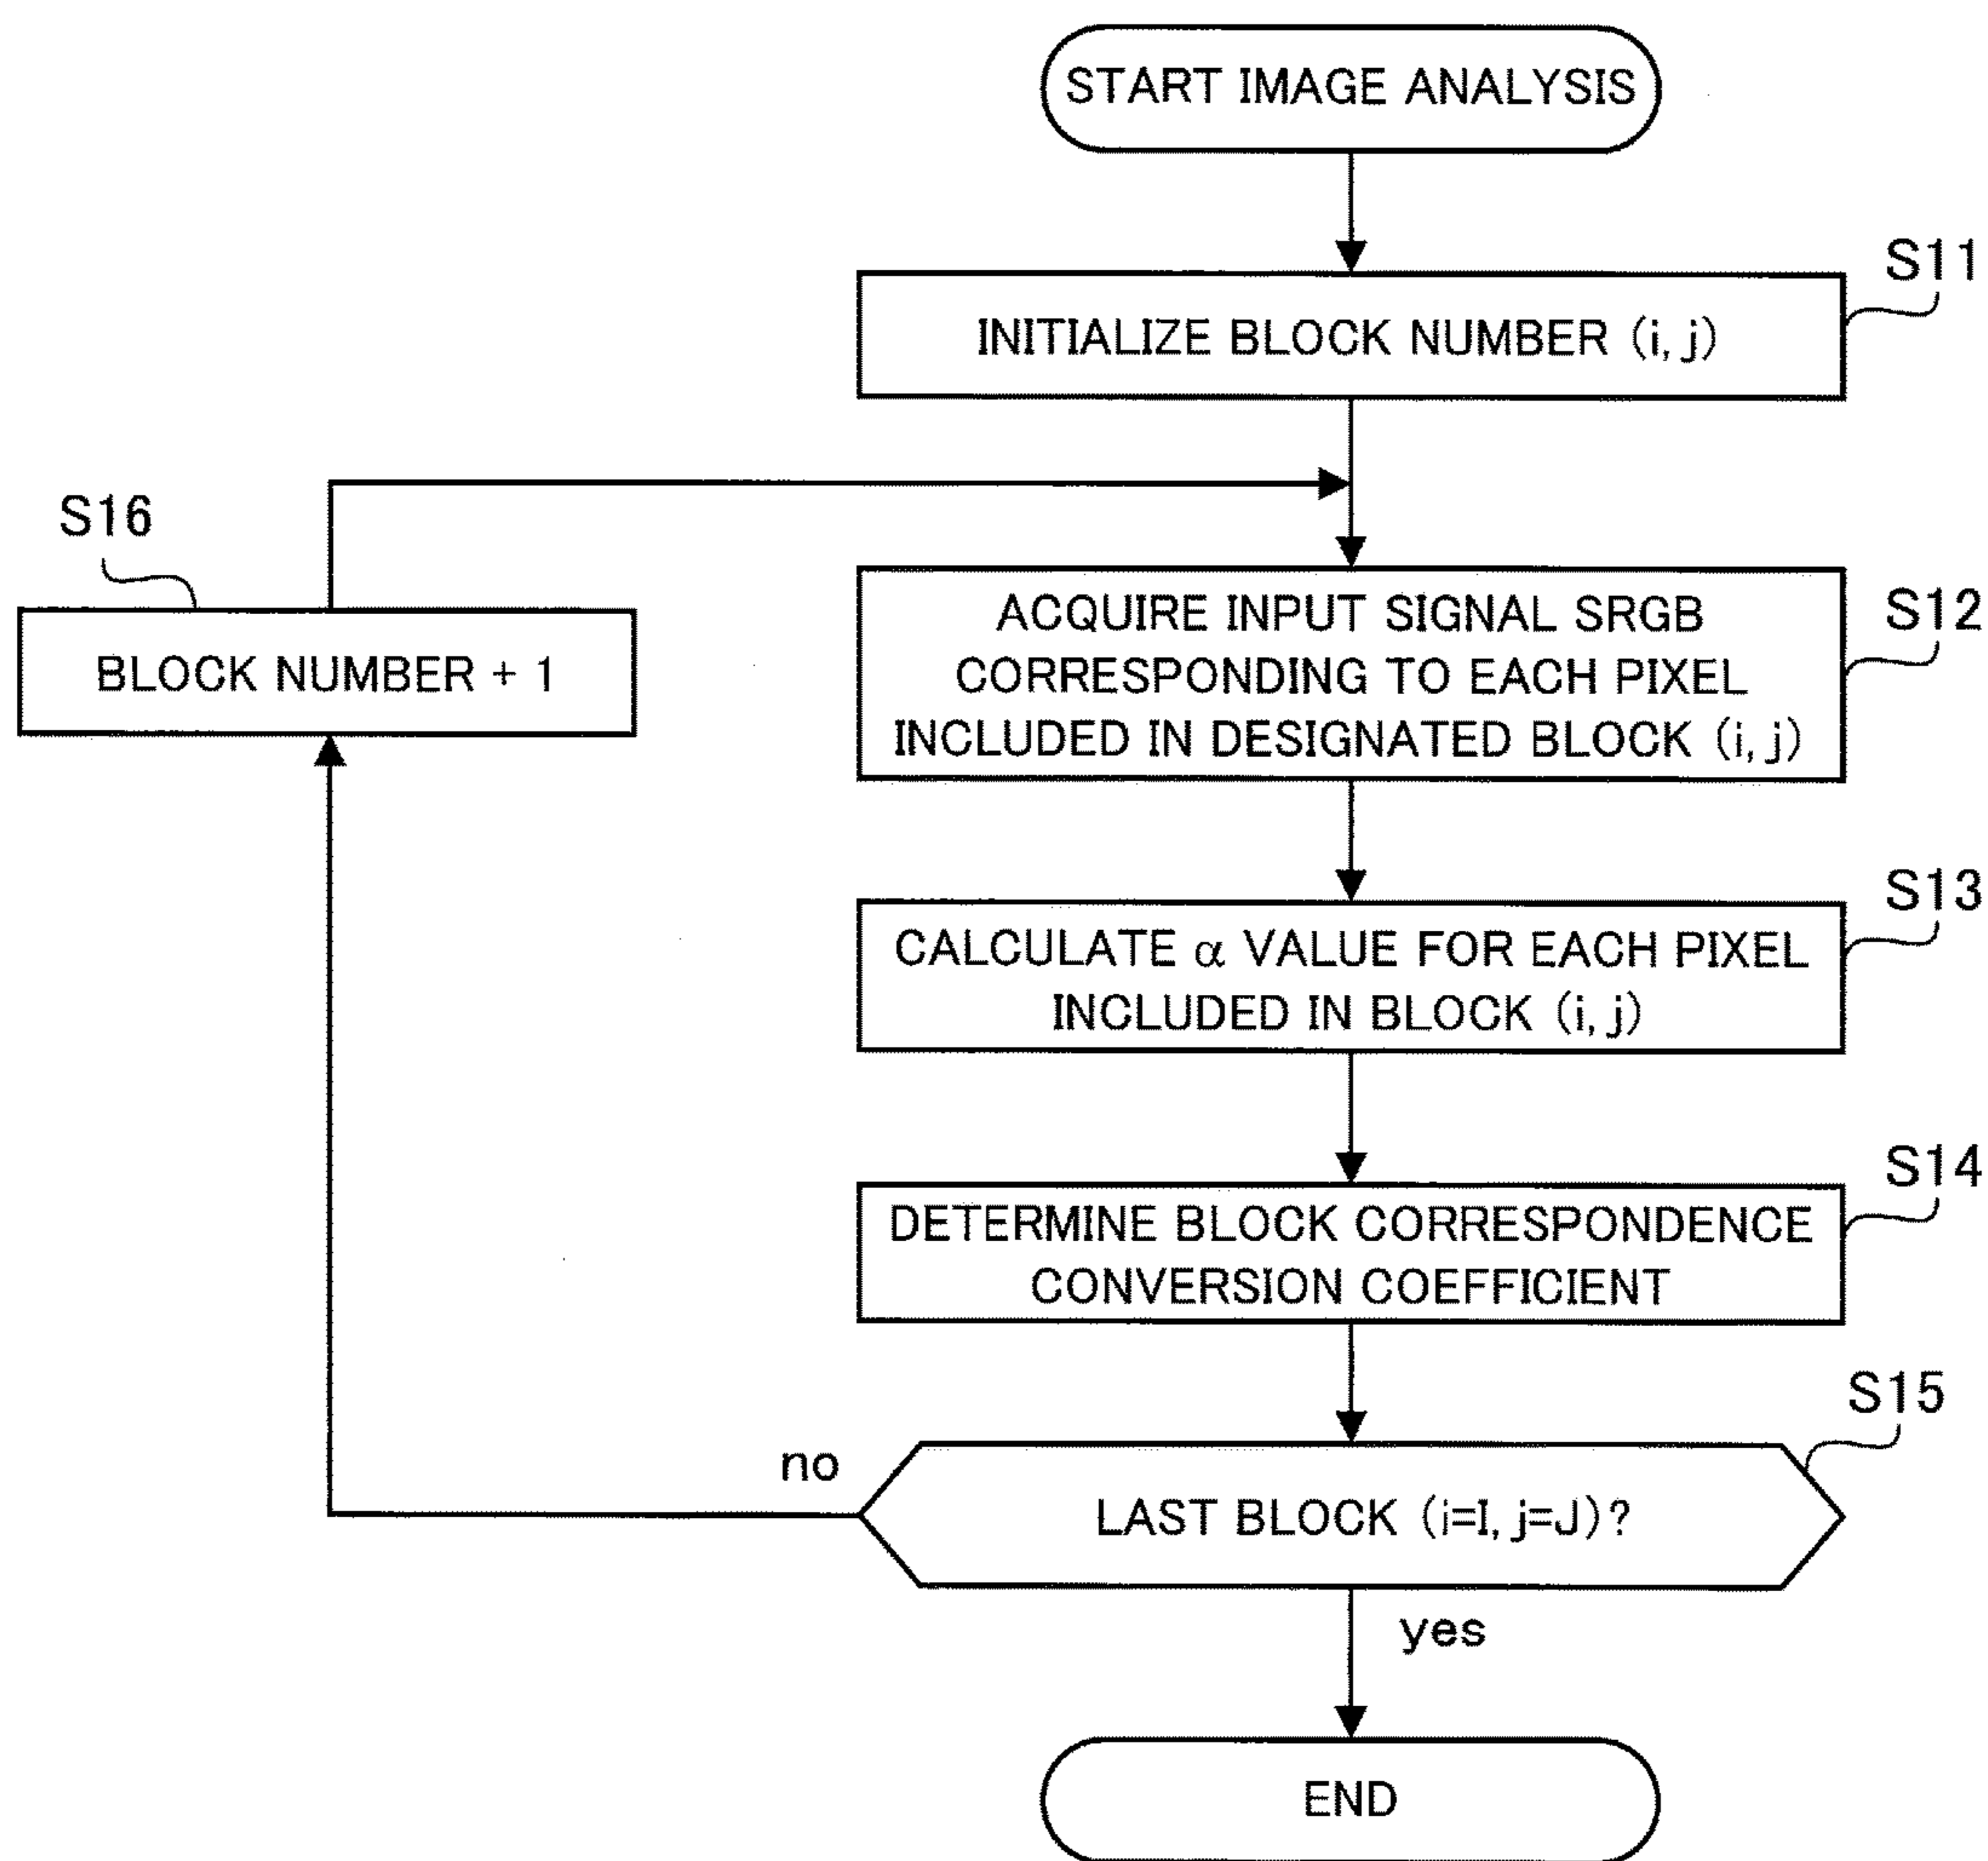 START IMAGE ANALYSIS
S11
INITIALIZE BLOCK NUMBER (i, j)
S16
BLOCK NUMBER + 1
S12
ACQUIRE INPUT SIGNAL SRGB
CORRESPONDING TO EACH PIXEL
INCLUDED IN DESIGNATED BLOCK (i, j)
S13
CALCULATE α VALUE FOR EACH PIXEL
INCLUDED IN BLOCK (i, j)
S14
DETERMINE BLOCK CORRESPONDENCE
CONVERSION COEFFICIENT
S15
no
LAST BLOCK (i=I, j=J)?
yes
END